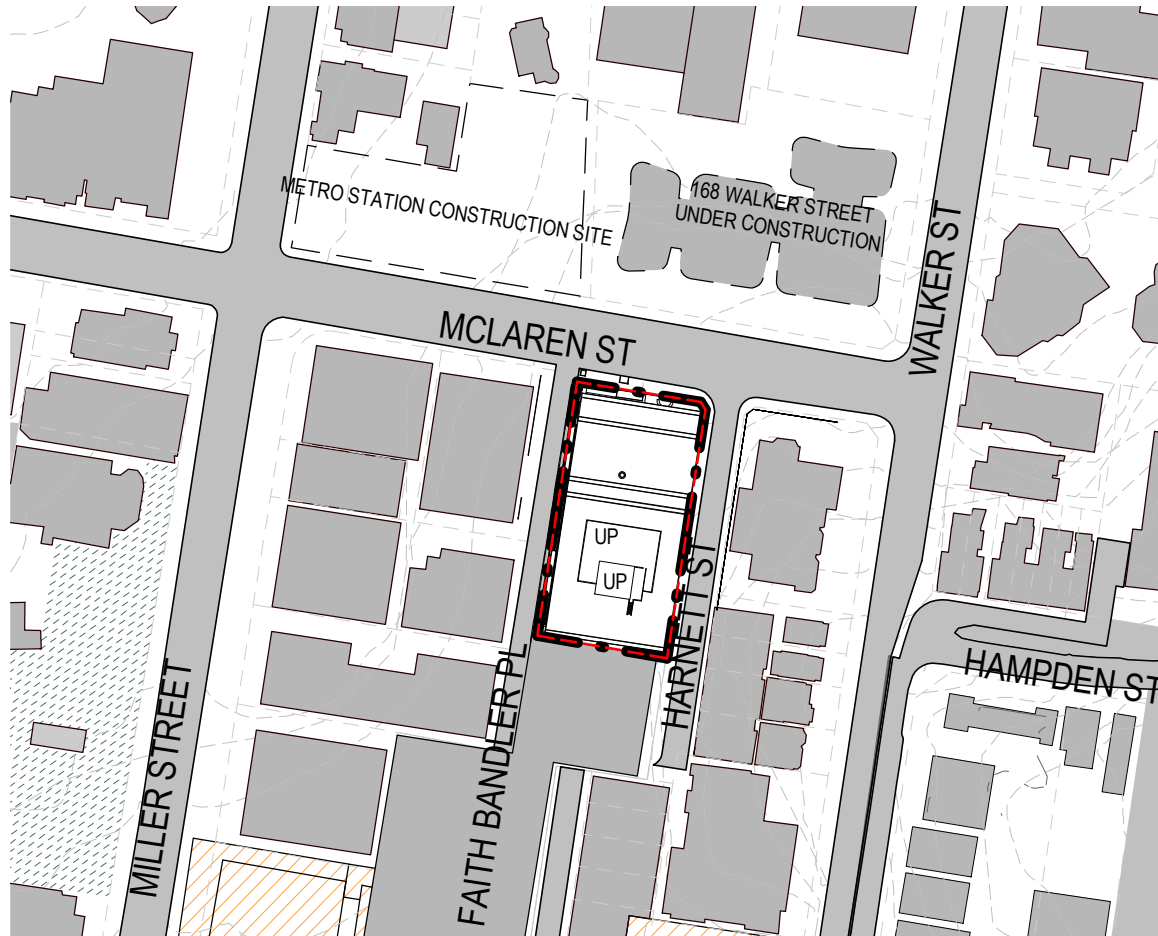 METRO STATION CONSTRUCTION SITE
168 WALKER STREET
UNDER CONSTRUCTION
WALKER ST
MCLAREN ST
UP
UP
HARNETT ST
HAMPDEN ST
MILLER STREET
FAITH BANDLER PL